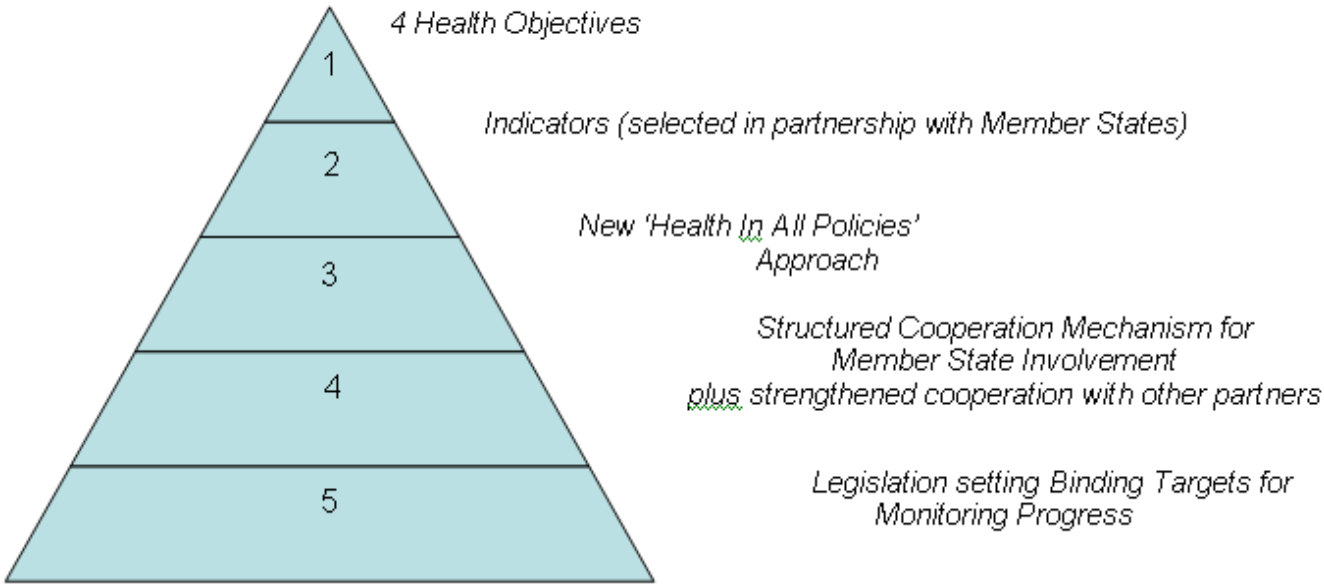 4 Health Objectives
1
Indicators (selected in partnership with Member States)
2
New 'Health In All Policies'
Approach
3
Structured Cooperation Mechanism for
Member State Involvement
plus strengthened cooperation with other partners
4
Legislation setting Binding Targets for
Monitoring Progress
5